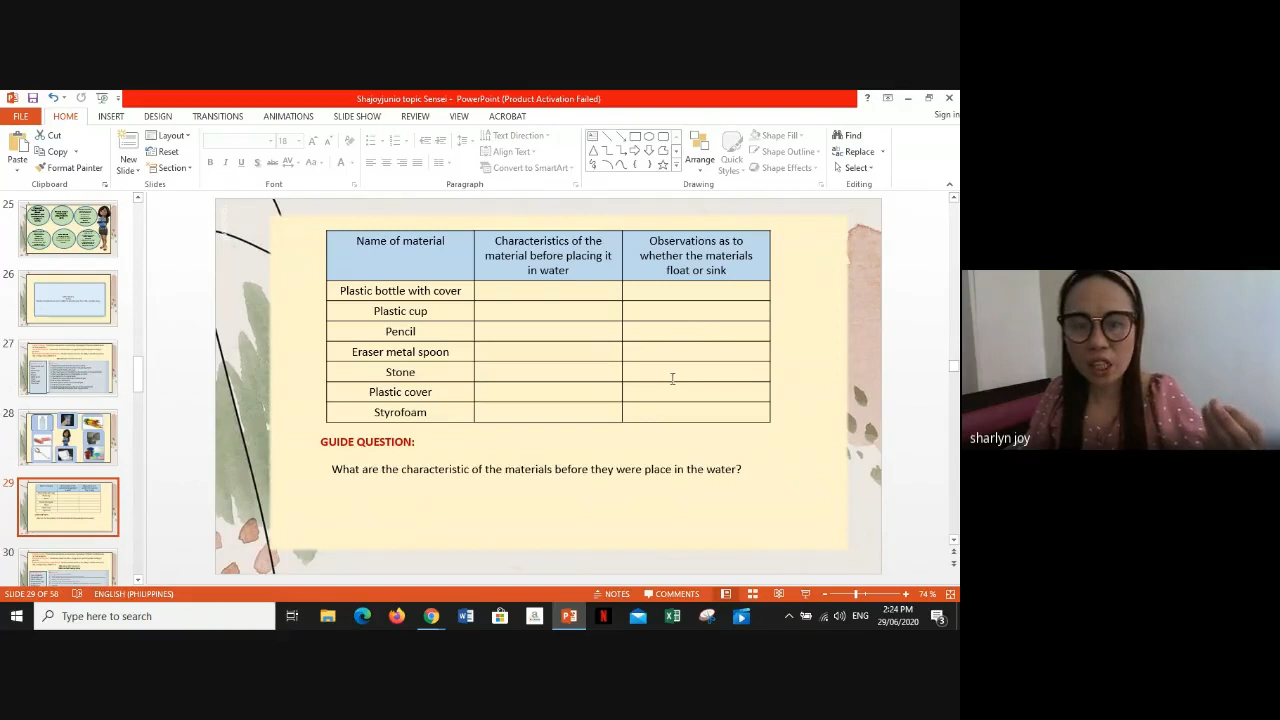 Shajoyjunio topic Sensei - PowerPoint (Product Activation Failed)
FILE HOME INSERT DESIGN TRANSITIONS ANIMATIONS SLIDE SHOW REVIEW VIEW ACROBAT
Sign in
Cut
Copy
Format Painter
Paste
Clipboard
New
Slide
Layout
Reset
Section
Slides
18
Font
Text Direction
Align Text
Convert to SmartArt
Paragraph
Arrange
Quick
Styles
Shape Fill
Shape Outline
Shape Effects
Drawing
Find
Replace
Select
Editing
25
26
27
28
29
30
Name of material
Characteristics of the
material before placing it
in water
Observations as to
whether the materials
float or sink
Plastic bottle with cover
Plastic cup
Pencil
Eraser metal spoon
Stone
Plastic cover
Styrofoam
GUIDE QUESTION:
What are the characteristic of the materials before they were place in the water?
sharlyn joy
SLIDE 29 OF 58
ENGLISH (PHILIPPINES)
NOTES
COMMENTS
74 %
Type here to search
ENG
2:24 PM
29/06/2020
3